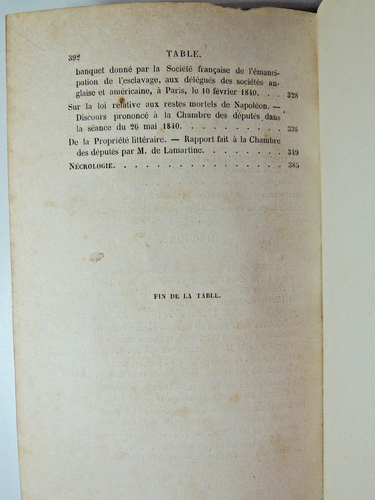 392 TABLE.
banquet donné par la Société française de l'émanci-
pation de l'esclavage, aux délégués des sociétés an-
glaise et américaine, à Paris, le 10 février 1840. . . 328
Sur la loi relative aux restes mortels de Napoléon. —
Discours prononcé à la Chambre des députés dans
la séance du 26 mai 1840. . . . . . . . . . . 338
De la Propriété littéraire. — Rapport fait à la Chambre
des députés par M. de Lamartine. . . . . . . . . 349
NÉCROLOGIE. . . . . . . . . . . . . . . . 385
FIN DE LA TABLE.